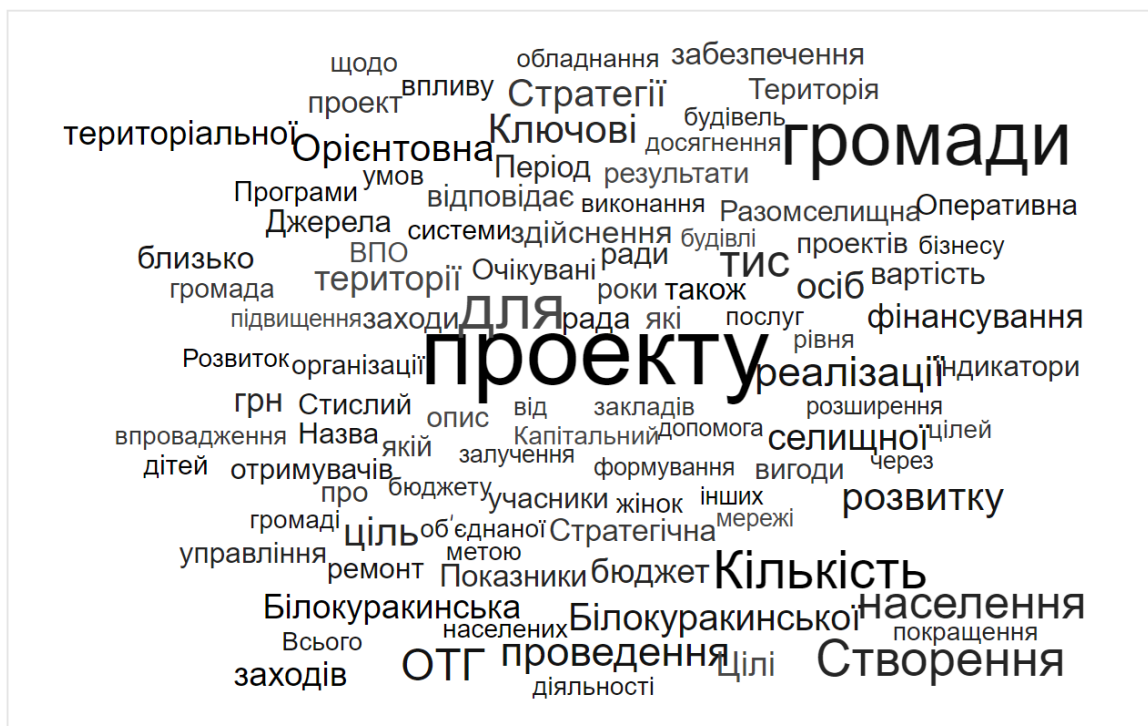 щодо обладнання забезпечення
впливу Стратегії Територія
проект будівель громади
територіальної Орієнтовна Ключові досягнення
Період результати
умов
Програми відповідає виконання Разомселищна Оперативна
Джерела системи здійснення будівлі проектів бізнесу
близько ВПО ради тис вартість
громада території Очікувані роки також осіб
підвищення заходи для рада які послуг фінансування
рівня
Розвиток організації проекту реалізації індикатори
грн Стислий опис від закладів розширення
впровадження Назва якій Капітальний допомога селищної цілей
дітей отримувачів залучення формування вигоди через
про бюджету учасники жінок інших розвитку
громаді ціль об'єднаної Стратегічна мережі
управління метою
ремонт Показники бюджет Кількість
Білокуракинська Білокуракинської населення
Всього населених покращення
заходів ОТГ проведення Цілі Створення
діяльності